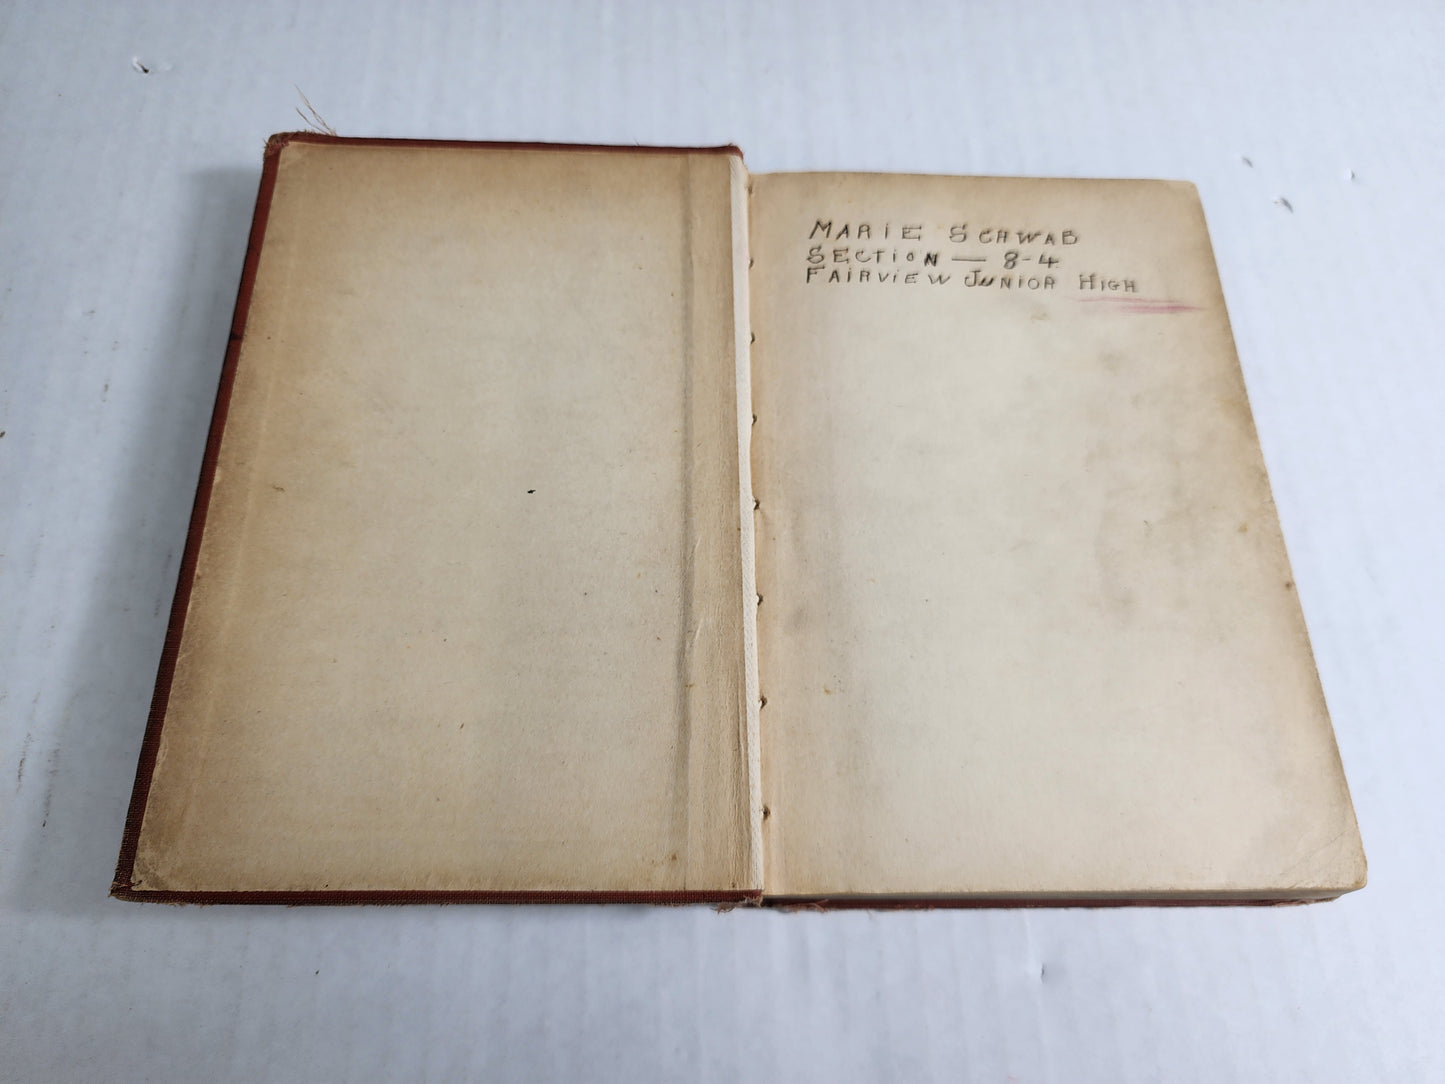 MARIE SCHWAB
SECTION — 8-4
FAIRVIEW JUNIOR HIGH